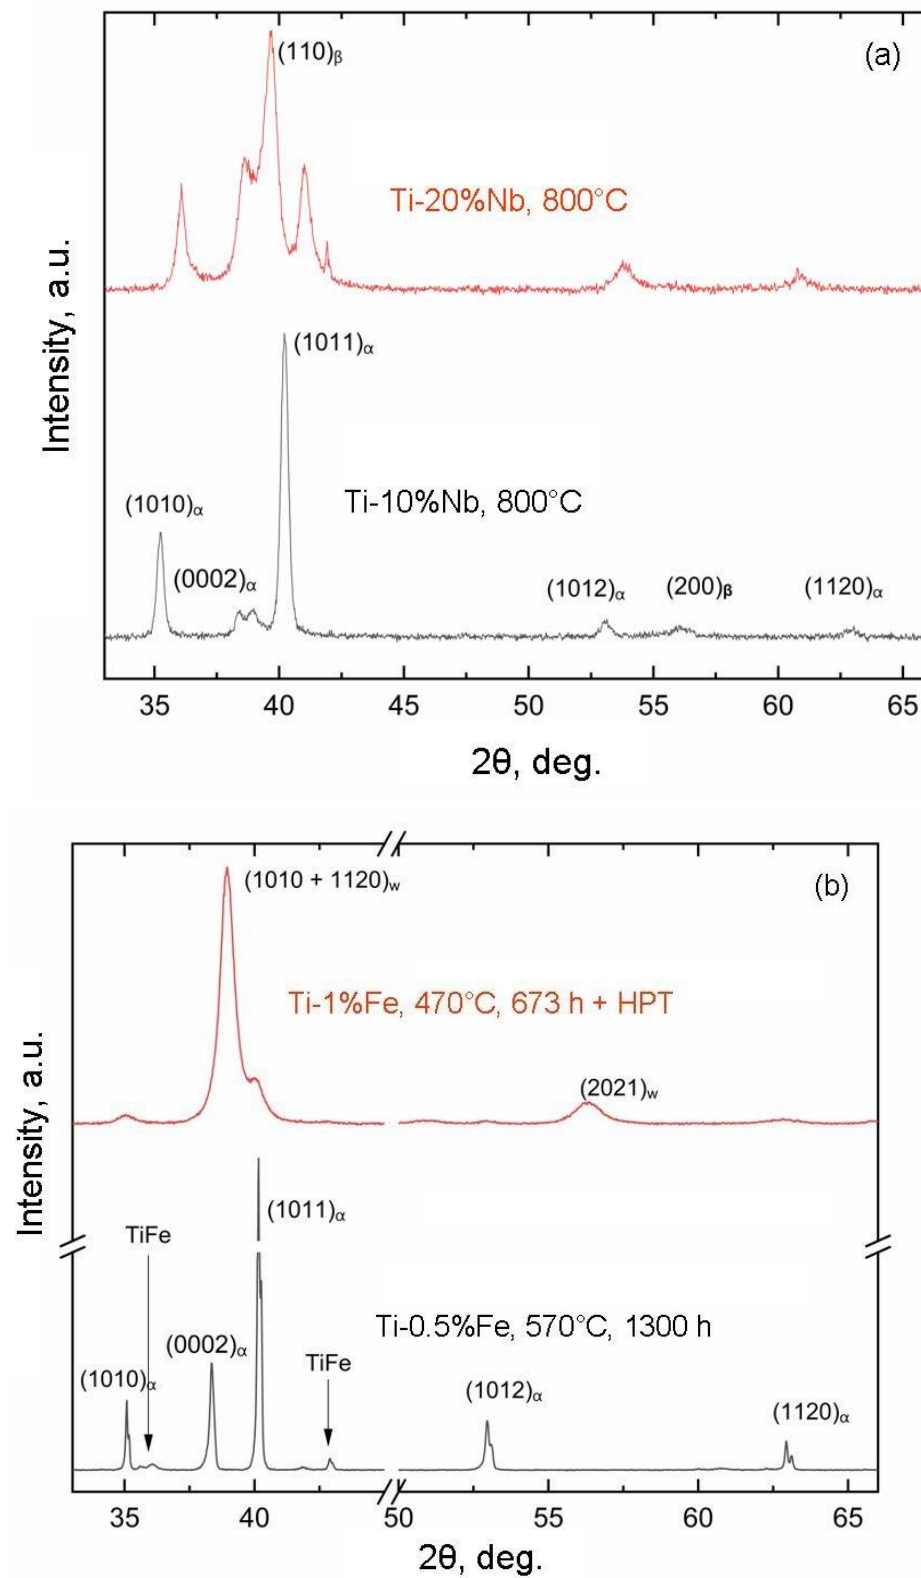 (a)
(110)β
Ti-20%Nb, 800°C
Intensity, a.u.
(1011)α
(1010)α
Ti-10%Nb, 800°C
(0002)α
(1012)α
(200)β
(1120)α
35 40 45 50 55 60 65
2θ, deg.
(b)
(1010 + 1120)w
Ti-1%Fe, 470°C, 673 h + HPT
(2021)w
Intensity, a.u.
(1011)α
TiFe
Ti-0.5%Fe, 570°C, 1300 h
(0002)α
TiFe
(1010)α
(1012)α
(1120)α
35 40 50 55 60 65
2θ, deg.